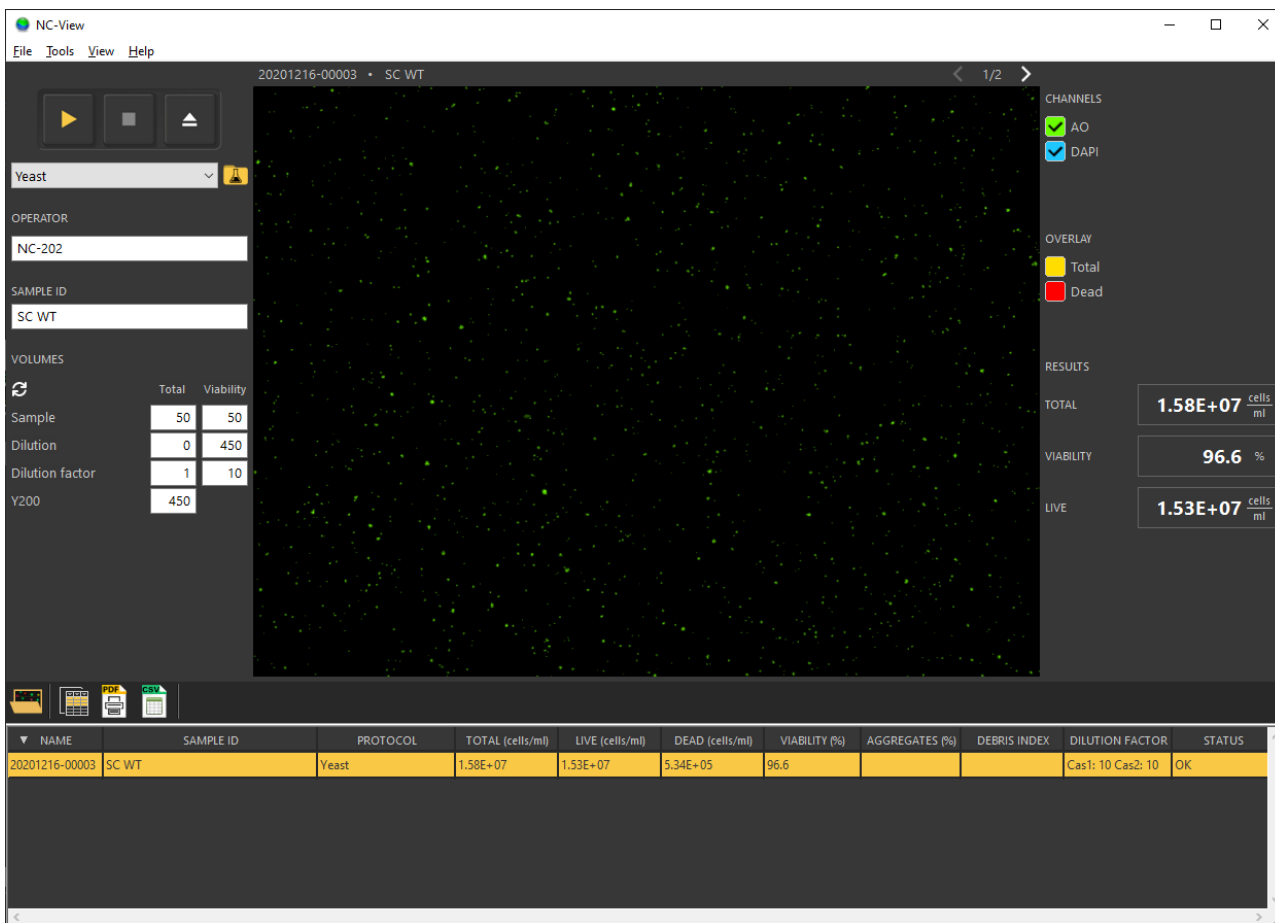 NC-View
File Tools View Help
20201216-00003 • SC WT 1/2
CHANNELS
AO
DAPI
Yeast
OPERATOR
NC-202
OVERLAY
Total
Dead
SAMPLE ID
SC WT
VOLUMES
Total Viability
Sample 50 50
Dilution 0 450
Dilution factor 1 10
Y200 450
RESULTS
TOTAL 1.58E+07 cells/ml
VIABILITY 96.6 %
LIVE 1.53E+07 cells/ml
PDF CSV
▼ NAME SAMPLE ID PROTOCOL TOTAL (cells/ml) LIVE (cells/ml) DEAD (cells/ml) VIABILITY (%) AGGREGATES (%) DEBRIS INDEX DILUTION FACTOR STATUS
20201216-00003 SC WT Yeast 1.58E+07 1.53E+07 5.34E+05 96.6 Cas1: 10 Cas2: 10 OK